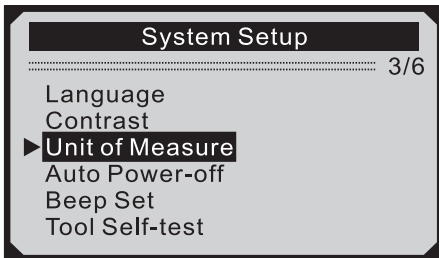 System Setup
3/6
Language
Contrast
Unit of Measure
Auto Power-off
Beep Set
Tool Self-test